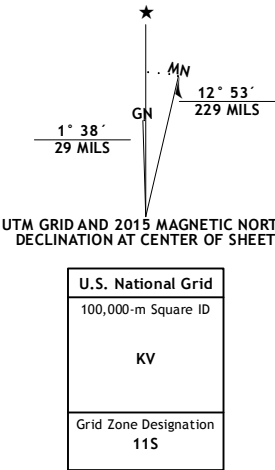 ★
MN
GN
12° 53´
229 MILS
1° 38´
29 MILS
UTM GRID AND 2015 MAGNETIC NORT
DECLINATION AT CENTER OF SHEET
U.S. National Grid
100,000-m Square ID
KV
Grid Zone Designation
11S